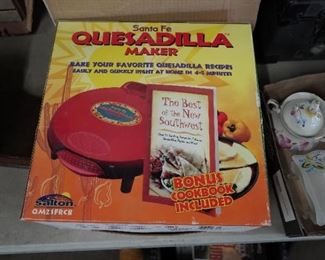 Santa Fe
QUESADILLA
MAKER
BAKE YOUR FAVORITE QUESADILLA RECIPES
EASILY AND QUICKLY RIGHT AT HOME IN 4-5 MINUTES!
The Best
of the New
Southwest
BONUS
COOKBOOK
INCLUDED
salton
QMZSFRCB